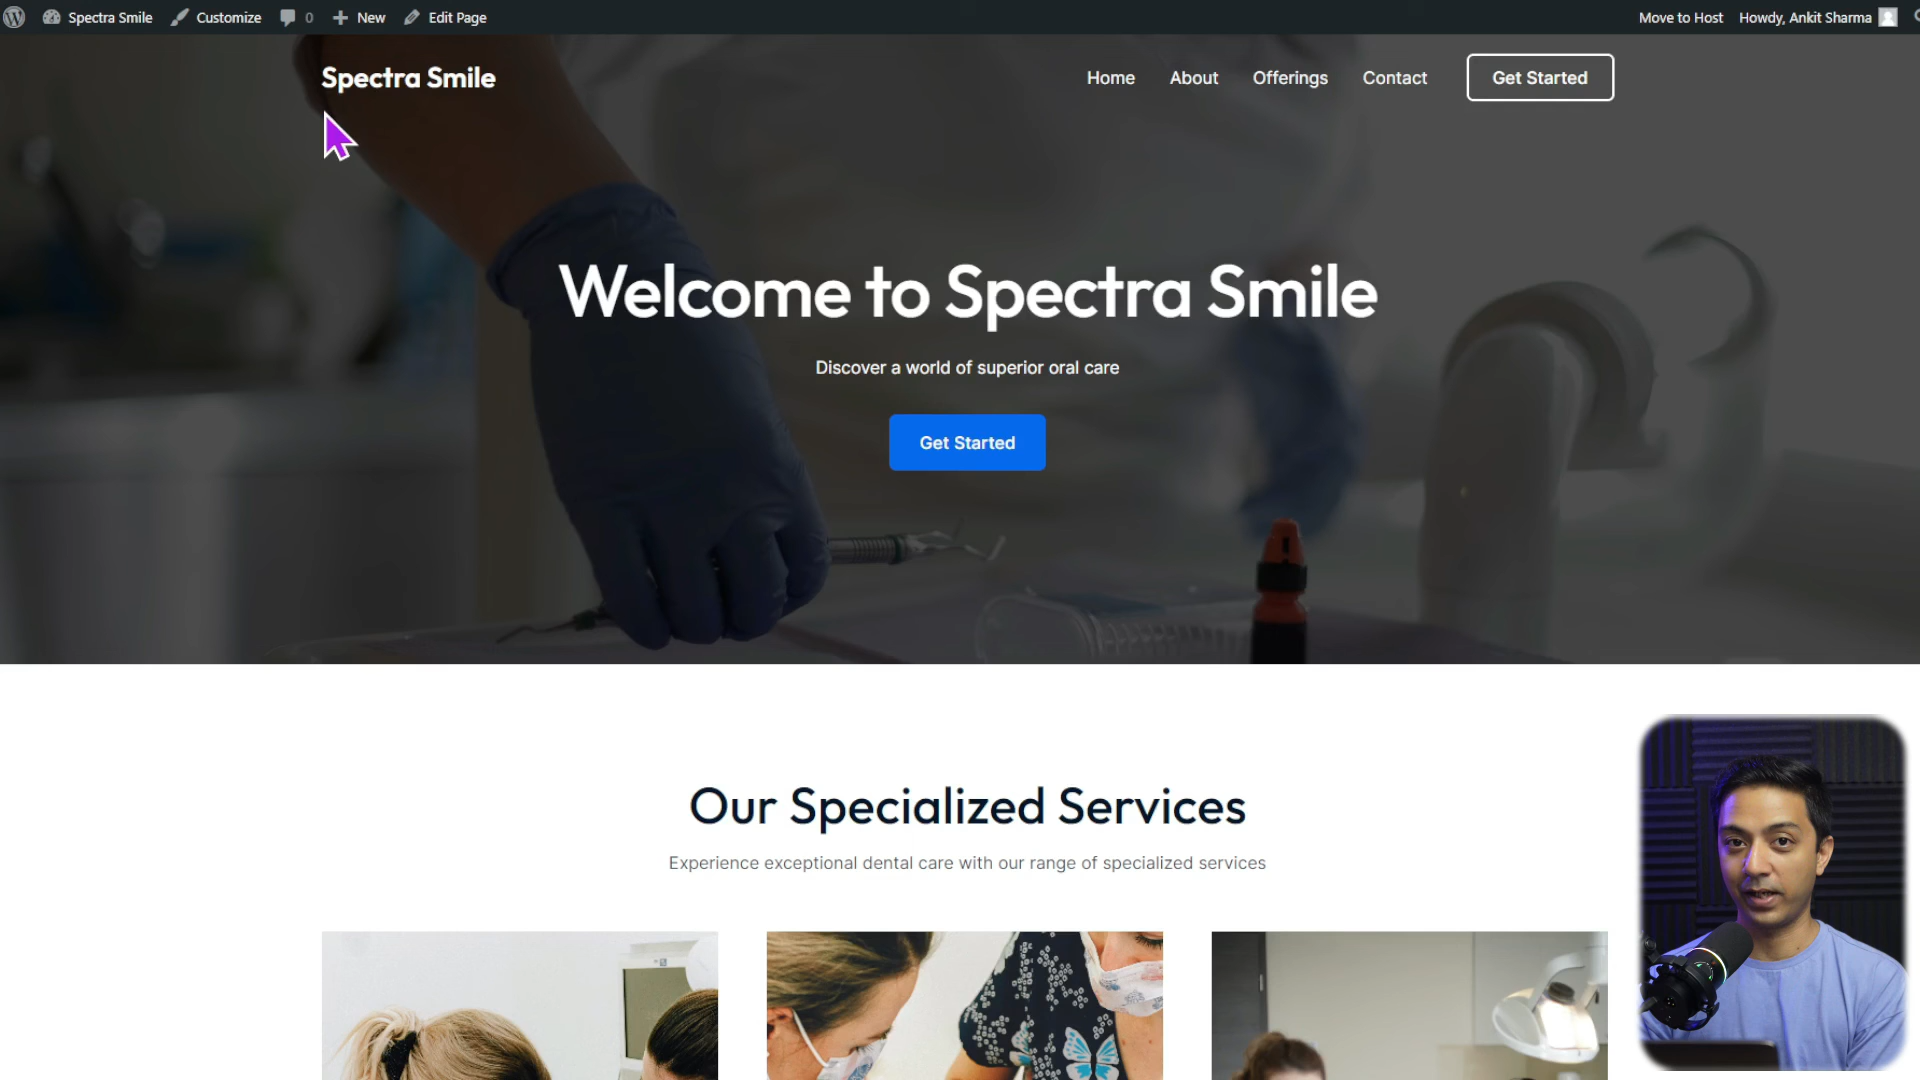 Spectra Smile Customize 0 New Edit Page Move to Host Howdy, Ankit Sharma
Spectra Smile Home About Offerings Contact Get Started
Welcome to Spectra Smile
Discover a world of superior oral care
Get Started
Our Specialized Services
Experience exceptional dental care with our range of specialized services